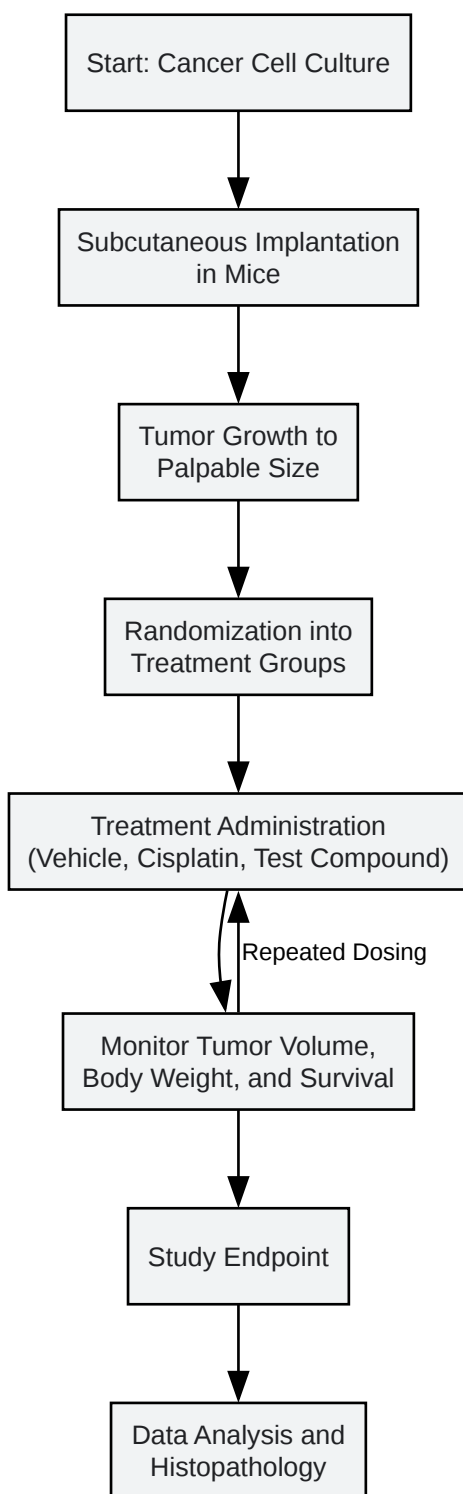 Start: Cancer Cell Culture
Subcutaneous Implantation
in Mice
Tumor Growth to
Palpable Size
Randomization into
Treatment Groups
Treatment Administration
(Vehicle, Cisplatin, Test Compound)
Repeated Dosing
Monitor Tumor Volume,
Body Weight, and Survival
Study Endpoint
Data Analysis and
Histopathology